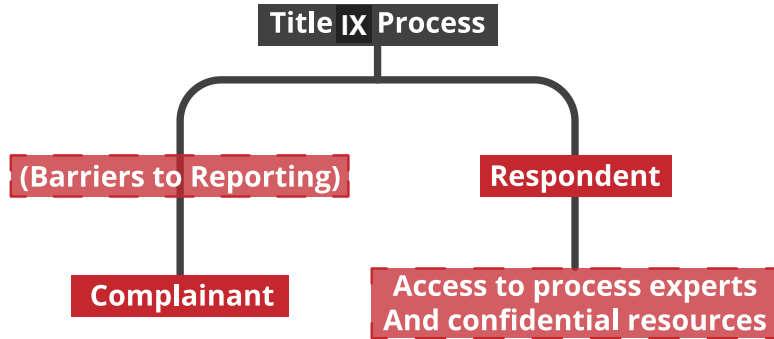 Title IX Process
(Barriers to Reporting)
Respondent
Complainant
Access to process experts
And confidential resources